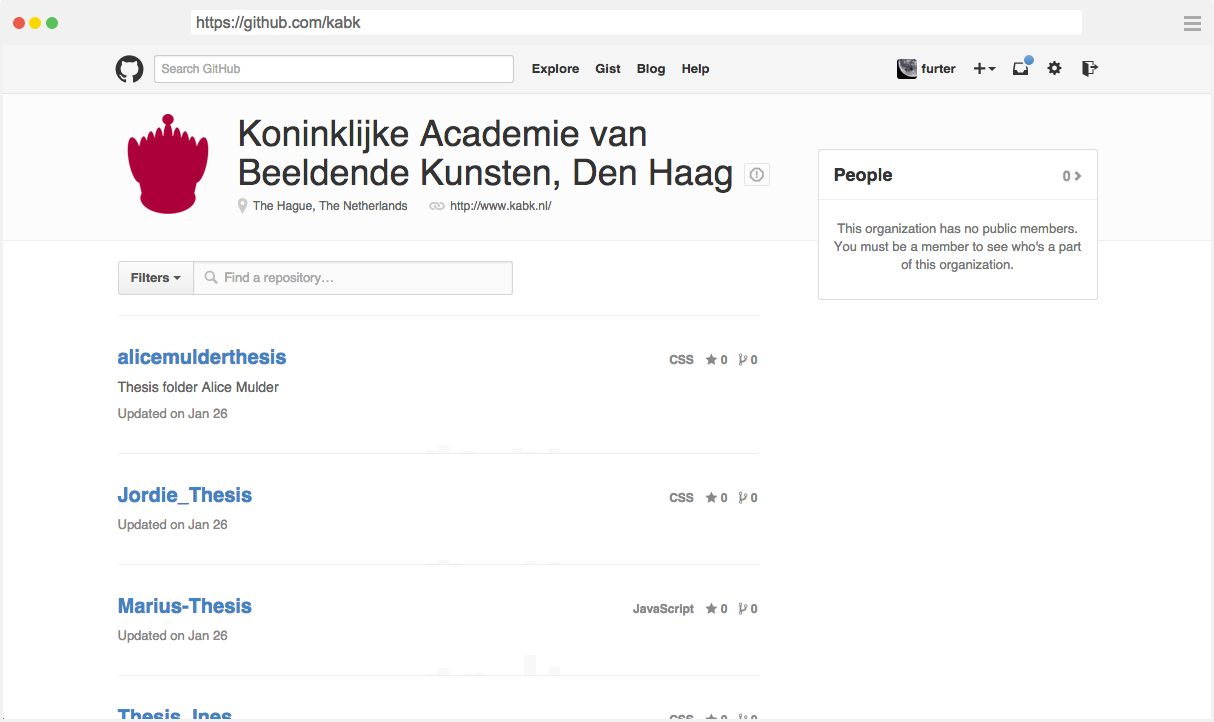 https://github.com/kabk
Search GitHub
Explore Gist Blog Help
furter
Koninklijke Academie van
Beeldende Kunsten, Den Haag
The Hague, The Netherlands http://www.kabk.nl/
People 0
This organization has no public members.
You must be a member to see who's a part
of this organization.
Filters Find a repository…
alicemulderthesis CSS 0 0
Thesis folder Alice Mulder
Updated on Jan 26
Jordie_Thesis CSS 0 0
Updated on Jan 26
Marius-Thesis JavaScript 0 0
Updated on Jan 26
Thesis_Ines CSS 0 0